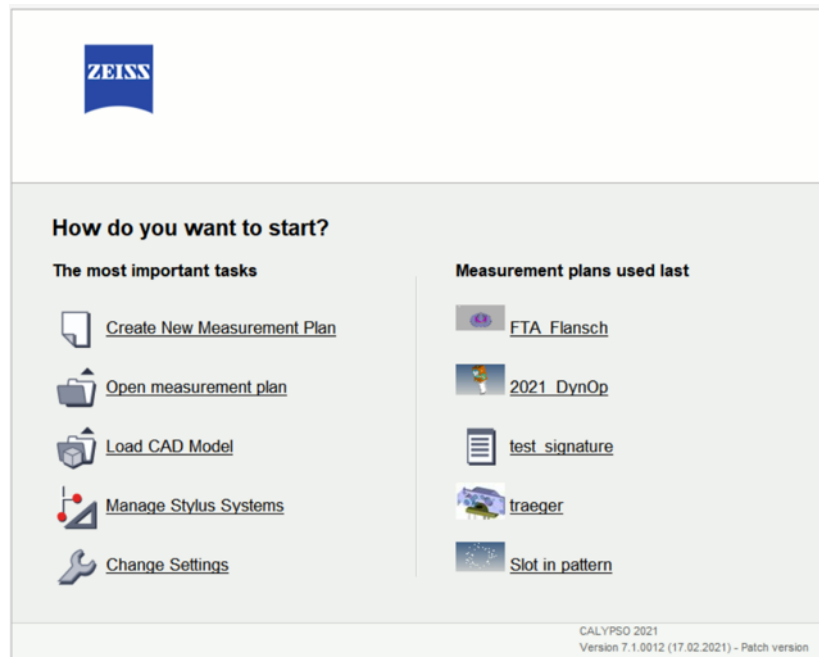 ZEISS
How do you want to start?
The most important tasks
Create New Measurement Plan
Open measurement plan
Load CAD Model
Manage Stylus Systems
Change Settings
Measurement plans used last
FTA_Flansch
2021_DynOp
test_signature
traeger
Slot in pattern
CALYPSO 2021
Version 7.1.0012 (17.02.2021) - Patch version